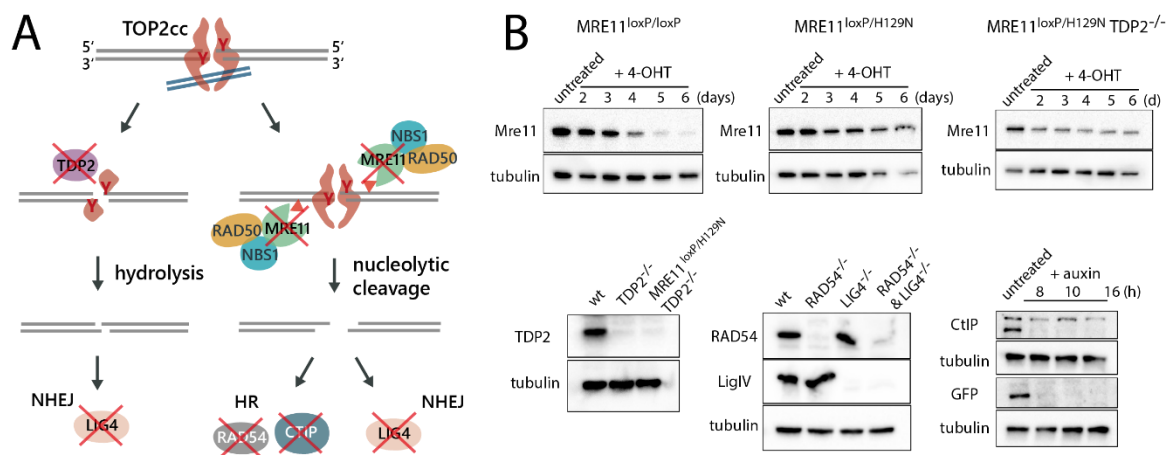 A
TOP2cc
5′
3′
Y
Y
5′
3′
TDP2
Y
Y
NBS1
MRE11
RAD50
Y
Y
RAD50
MRE11
NBS1
hydrolysis
nucleolytic
cleavage
NHEJ
LIG4
HR
RAD54
CTIP
NHEJ
LIG4
B
MRE11loxP/loxP
untreated
+ 4-OHT
2 3 4 5 6 (days)
Mre11
tubulin
MRE11loxP/H129N
untreated
+ 4-OHT
2 3 4 5 6 (days)
Mre11
tubulin
MRE11loxP/H129N TDP2-/-
untreated
+ 4-OHT
2 3 4 5 6 (d)
Mre11
tubulin
wt
TDP2-/-
MRE11loxP/H129N
TDP2-/-
TDP2
tubulin
wt
RAD54-/-
LIG4-/-
RAD54-/-
& LIG4-/-
RAD54
LigIV
tubulin
untreated
+ auxin
8 10 16 (h)
CtIP
tubulin
GFP
tubulin